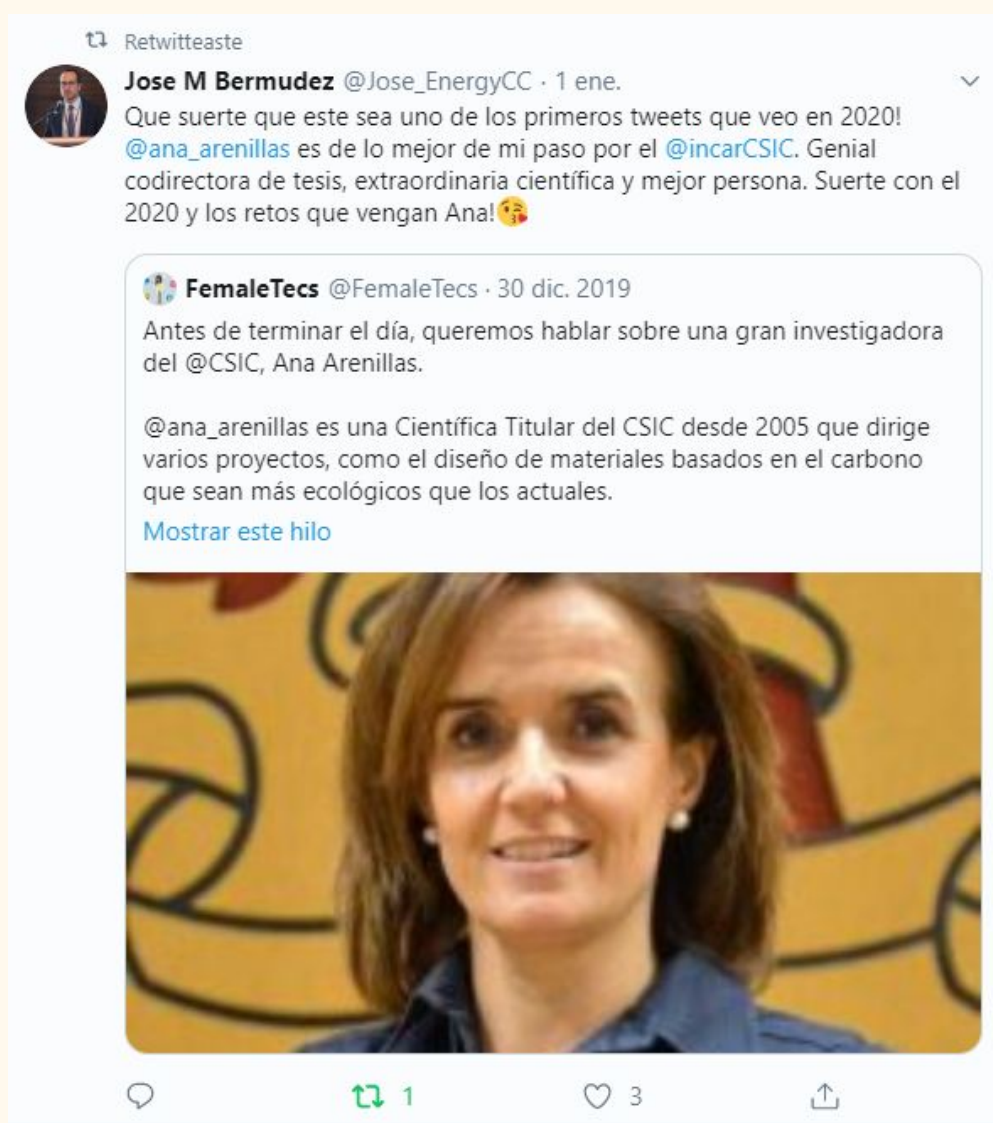 Retwitteaste
Jose M Bermudez @Jose_EnergyCC · 1 ene.
Que suerte que este sea uno de los primeros tweets que veo en 2020!
@ana_arenillas es de lo mejor de mi paso por el @incarCSIC. Genial
codirectora de tesis, extraordinaria científica y mejor persona. Suerte con el
2020 y los retos que vengan Ana!😘
FemaleTecs @FemaleTecs · 30 dic. 2019
Antes de terminar el día, queremos hablar sobre una gran investigadora
del @CSIC, Ana Arenillas.
@ana_arenillas es una Científica Titular del CSIC desde 2005 que dirige
varios proyectos, como el diseño de materiales basados en el carbono
que sean más ecológicos que los actuales.
Mostrar este hilo
1 3